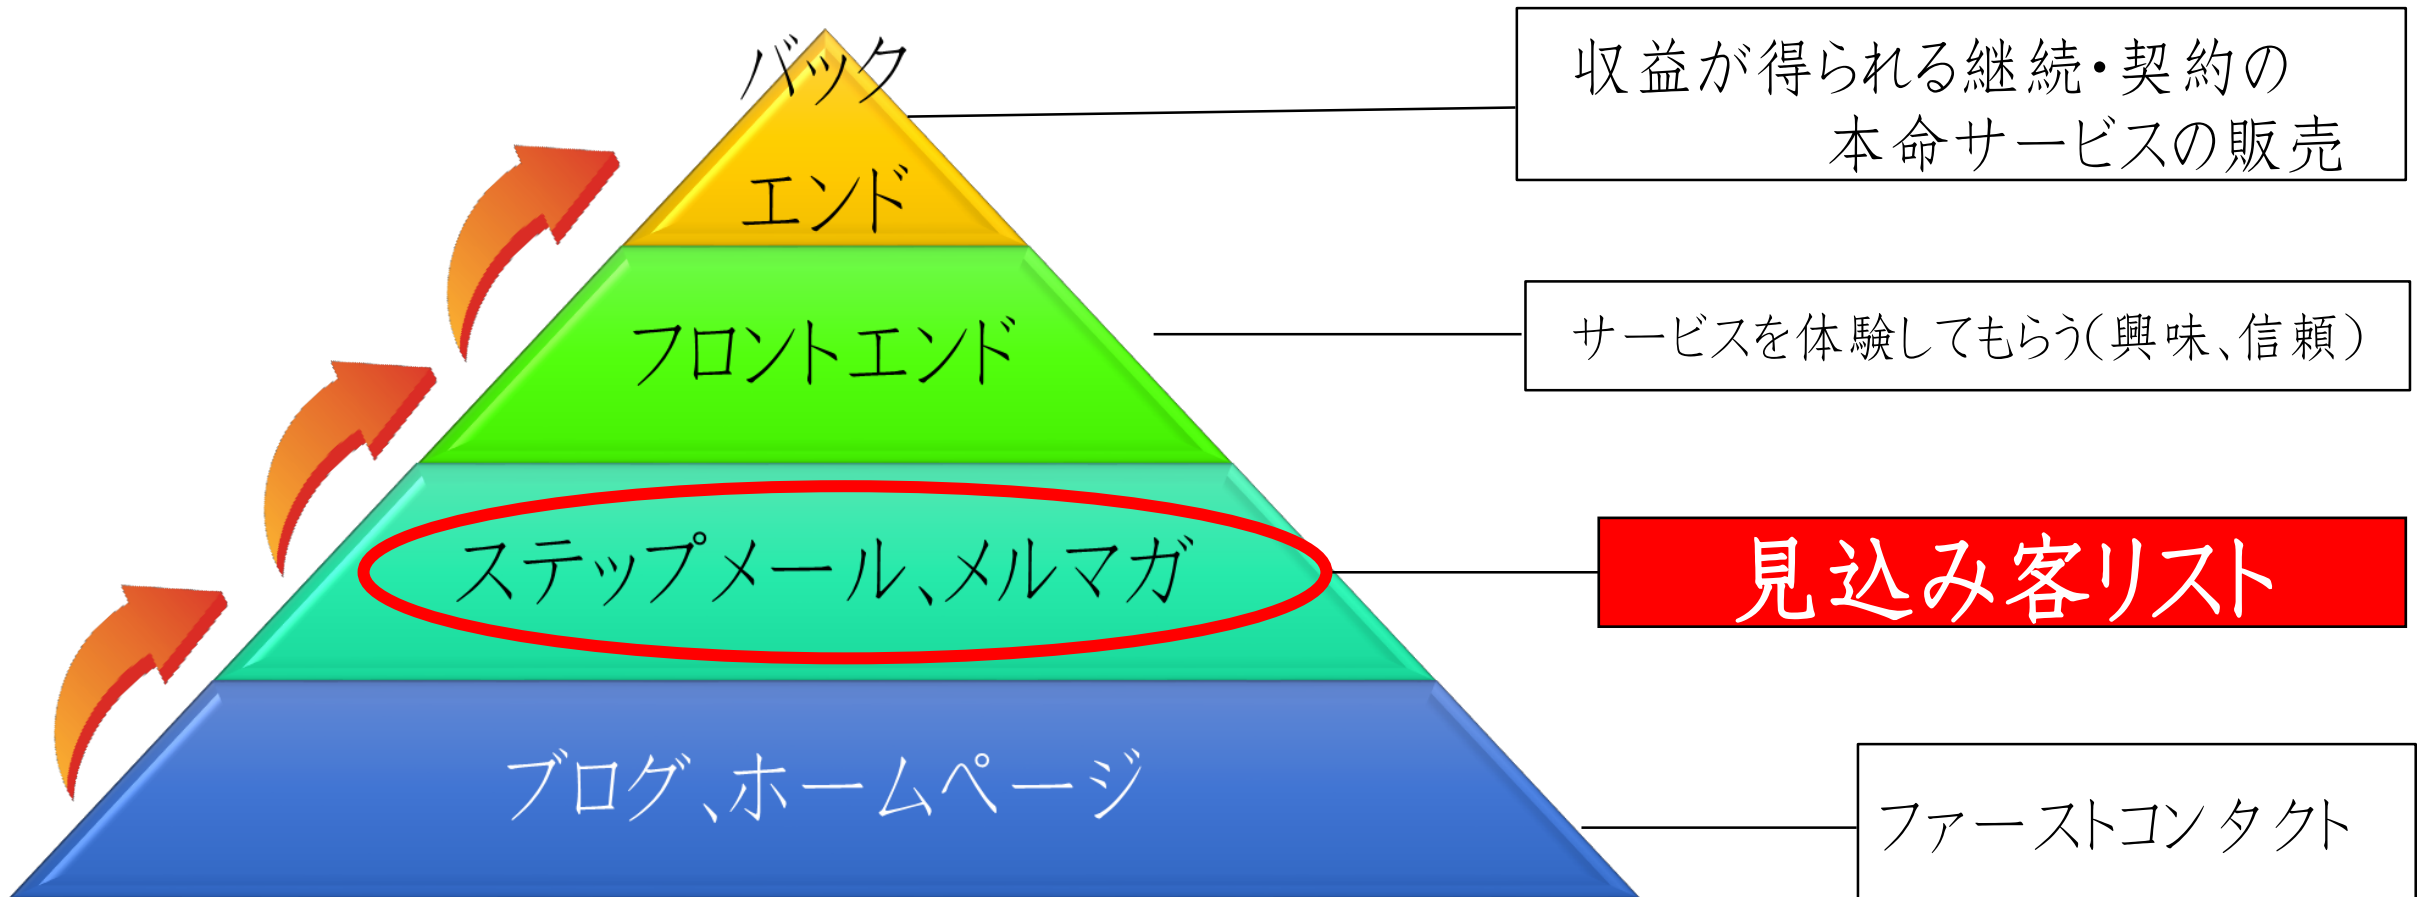 バック
エンド
収益が得られる継続・契約の
本命サービスの販売
フロントエンド
サービスを体験してもらう(興味、信頼)
ステップメール、メルマガ
見込み客リスト
ブログ、ホームページ
ファーストコンタクト